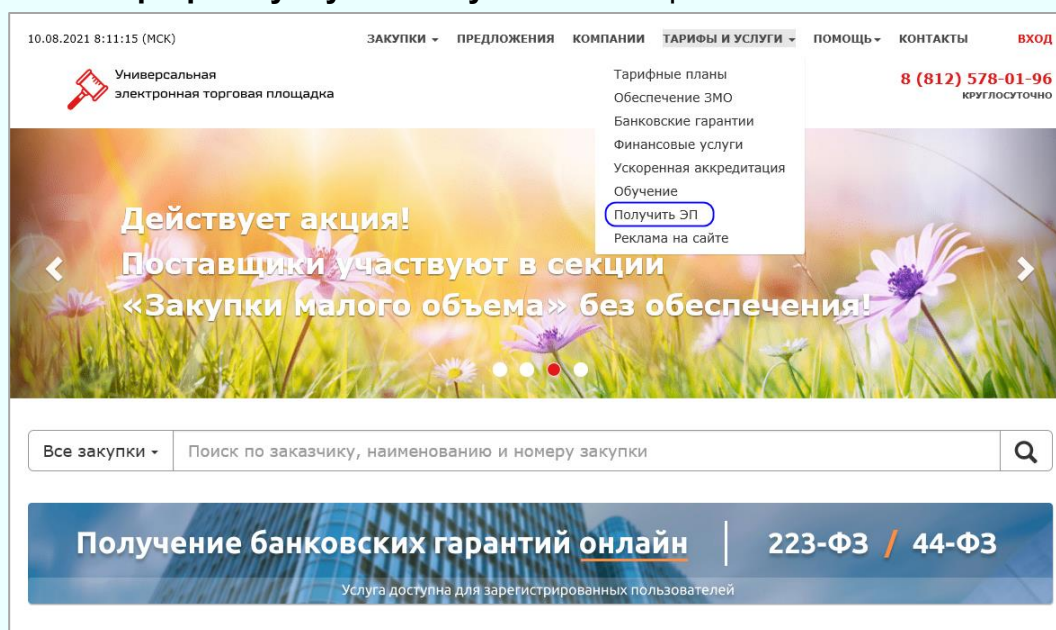 10.08.2021 8:11:15 (МСК)
ЗАКУПКИ ПРЕДЛОЖЕНИЯ КОМПАНИИ ТАРИФЫ И УСЛУГИ ПОМОЩЬ КОНТАКТЫ ВХОД
Универсальная
электронная торговая площадка
8 (812) 578-01-96
КРУГЛОСУТОЧНО
Тарифные планы
Обеспечение ЗМО
Банковские гарантии
Финансовые услуги
Ускоренная аккредитация
Обучение
Получить ЭП
Реклама на сайте
Действует акция!
Поставщики участвуют в секции
«Закупки малого объема» без обеспечения!
Все закупки
Поиск по заказчику, наименованию и номеру закупки
Получение банковских гарантий онлайн | 223-ФЗ / 44-ФЗ
Услуга доступна для зарегистрированных пользователей